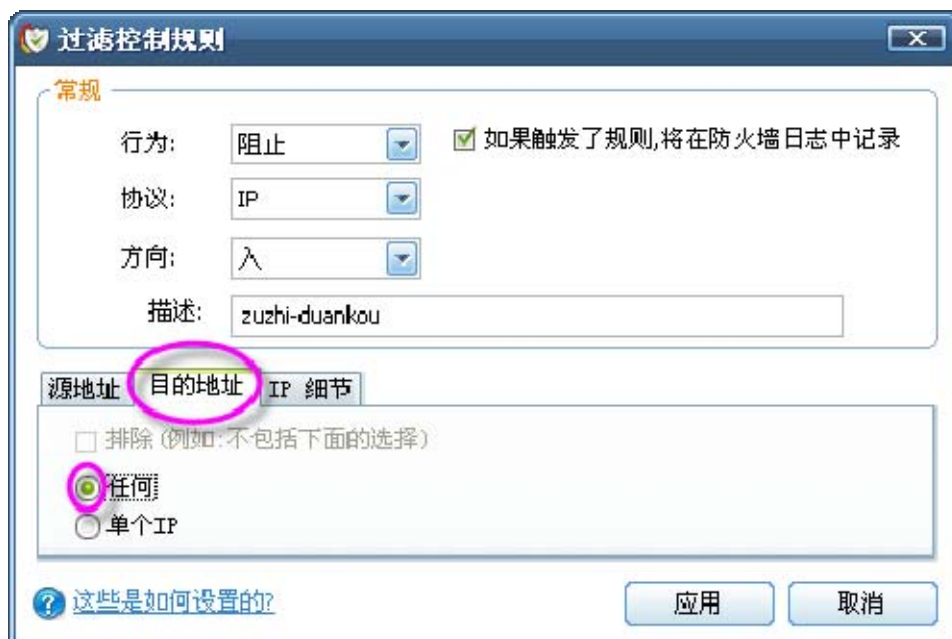 过滤控制规则
常规
行为: 阻止
如果触发了规则,将在防火墙日志中记录
协议: IP
方向: 入
描述: zuzhi-duankou
源地址 目的地址 IP 细节
排除(例如:不包括下面的选择)
任何
单个IP
这些是如何设置的?
应用 取消